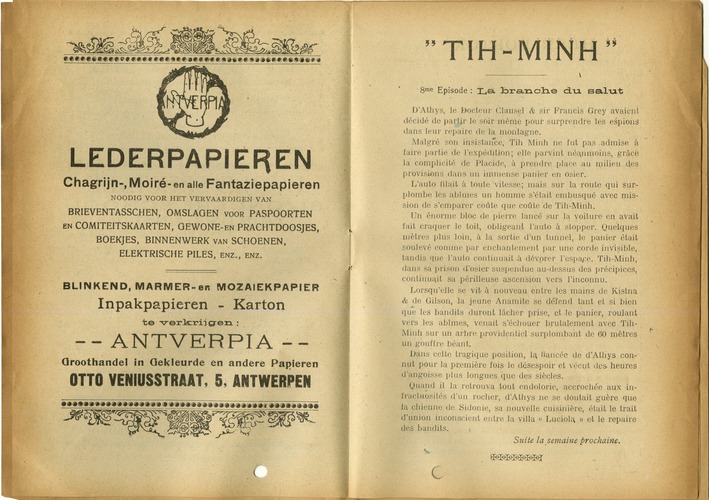 ANTVERPIA
LEDERPAPIEREN
Chagrijn-, Moiré- en alle Fantaziepapieren
NOODIG VOOR HET VERVAARDIGEN VAN
BRIEVENTASSCHEN, OMSLAGEN VOOR PASPOORTEN
EN COMITEITSKAARTEN, GEWONE- EN PRACHTDOOSJES,
BOEKJES, BINNENWERK VAN SCHOENEN,
ELEKTRISCHE PILES, ENZ., ENZ.
BLINKEND, MARMER- en MOZAIEKPAPIER
Inpakpapieren - Karton
te verkrijgen :
-- ANTVERPIA --
Groothandel in Gekleurde en andere Papieren
OTTO VENIUSSTRAAT, 5, ANTWERPEN
" TIH-MINH "
8me Episode : La branche du salut
D'Athys, le Docteur Clausel & sir Francis Grey avaient
décidé de partir le soir même pour surprendre les espions
dans leur repaire de la montagne.
Malgré son insistance, Tih Minh ne fut pas admise à
faire partie de l'expédition; elle parvint néanmoins, grâce
la complicité de Placide, à prendre place au milieu des
provisions dans un immense panier en osier.
L'auto filait à toute vitesse; mais sur la route qui sur-
plombe les abîmes un homme s'était embusqué avec mis-
sion de s'emparer coûte que coûte de Tih-Minh.
Un énorme bloc de pierre lancé sur la voiture en avait
fait craquer le toit, obligeant l'auto à stopper. Quelques
mètres plus loin, à la sortie d'un tunnel, le panier était
soulevé comme par enchantement par une corde invisible,
tandis que l'auto continuait à dévorer l'espace. Tih-Minh,
dans sa prison d'osier suspendue au-dessus des précipices,
continuait sa périlleuse ascension vers l'inconnu.
Lorsqu'elle se vit à nouveau entre les mains de Kistna
& de Gilson, la jeune Anamite se défend tant et si bien
que les bandits durent lâcher prise, et le panier, roulant
vers les abîmes, venait s'échouer brutalement avec Tih-
Minh sur un arbre providentiel surplombant de 60 mètres
un gouffre béant.
Dans cette tragique position, la fiancée de d'Athys con-
nut pour la première fois le désespoir et vécut des heures
d'angoisse plus longues que des siècles.
Quand il la retrouva tout endolorie, accrochée aux in-
fractuosités d'un rocher, d'Athys ne se doutait guère que
la chienne de Sidonie, sa nouvelle cuisinière, était le trait
d'union inconscient entre la villa « Luciola » et le repaire
des bandits.
Suite la semaine prochaine.